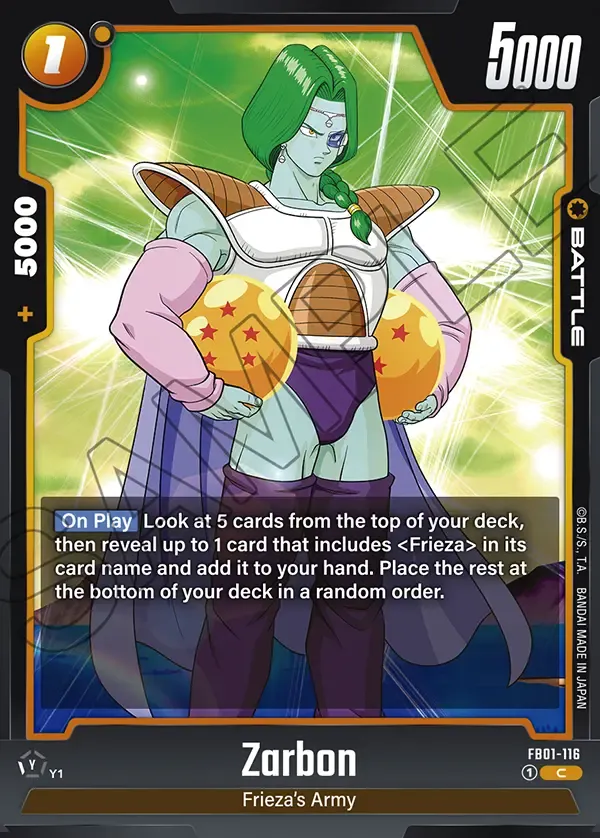 1
5000
+ 5000
BATTLE
SAMPLE
On Play Look at 5 cards from the top of your deck,
then reveal up to 1 card that includes <Frieza> in its
card name and add it to your hand. Place the rest at
the bottom of your deck in a random order.
©B.S./S., T.A. BANDAI MADE IN JAPAN
Zarbon
FB01-116
Y Y1
1 C
Frieza's Army